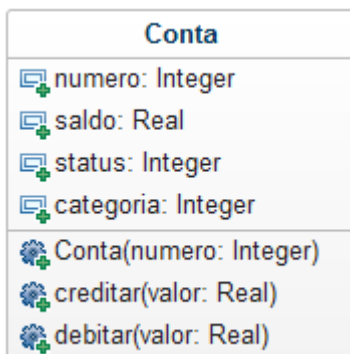 Conta
numero: Integer
saldo: Real
status: Integer
categoria: Integer
Conta(numero: Integer)
creditar(valor: Real)
debitar(valor: Real)